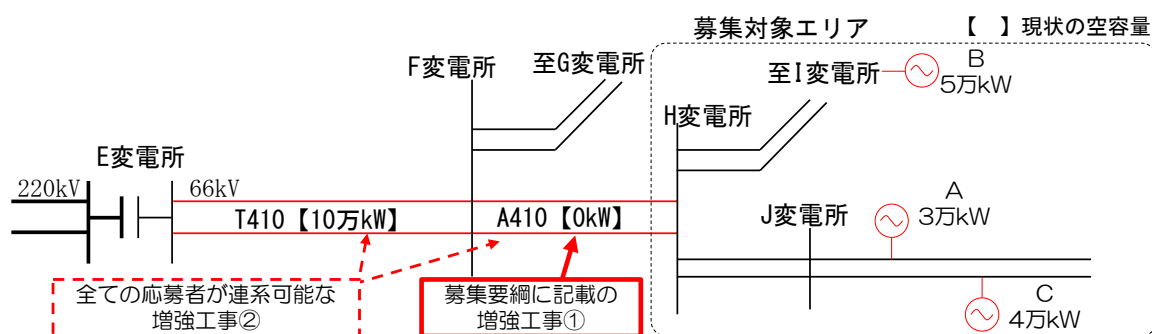 募集対象エリア
【　】現状の空容量
F変電所
至G変電所
至I変電所
B
5万kW
H変電所
E変電所
220kV
66kV
T410【10万kW】
A410【0kW】
J変電所
A
3万kW
全ての応募者が連系可能な
増強工事②
募集要綱に記載の
増強工事①
C
4万kW